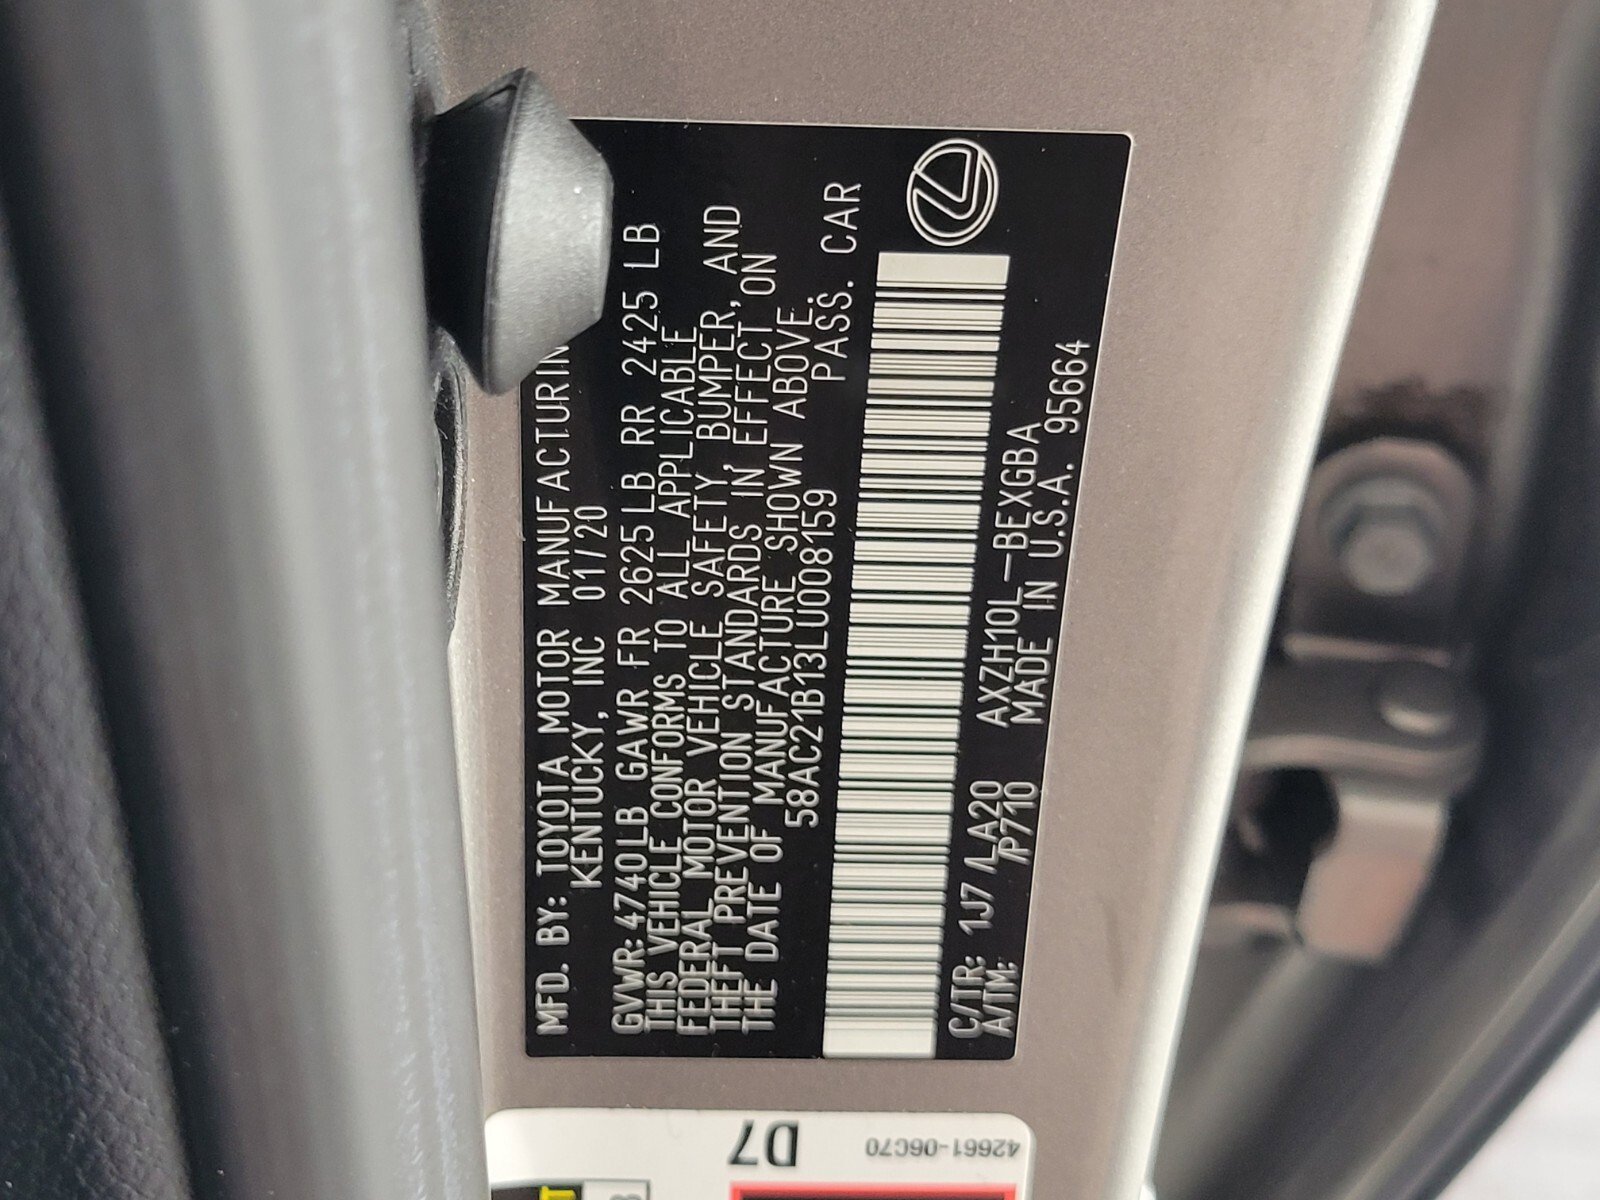 MFD. BY: TOYOTA MOTOR MANUFACTURIN
KENTUCKY, INC 01/20
GVWR: 4740LB GAWR FR 2625LB RR 2425 LB
THIS VEHICLE CONFORMS TO ALL APPLICABLE
FEDERAL MOTOR VEHICLE SAFETY, BUMPER, AND
THEFT PREVENTION STANDARDS IN EFFECT ON
THE DATE OF MANUFACTURE SHOWN ABOVE.
58AC21B13LU008159 PASS. CAR
C/TR: 1J7 /LA20 AXZH10L-BEXGBA
A/TM: /P710 MADE IN U.S.A. 95664
D7
42661-06C70